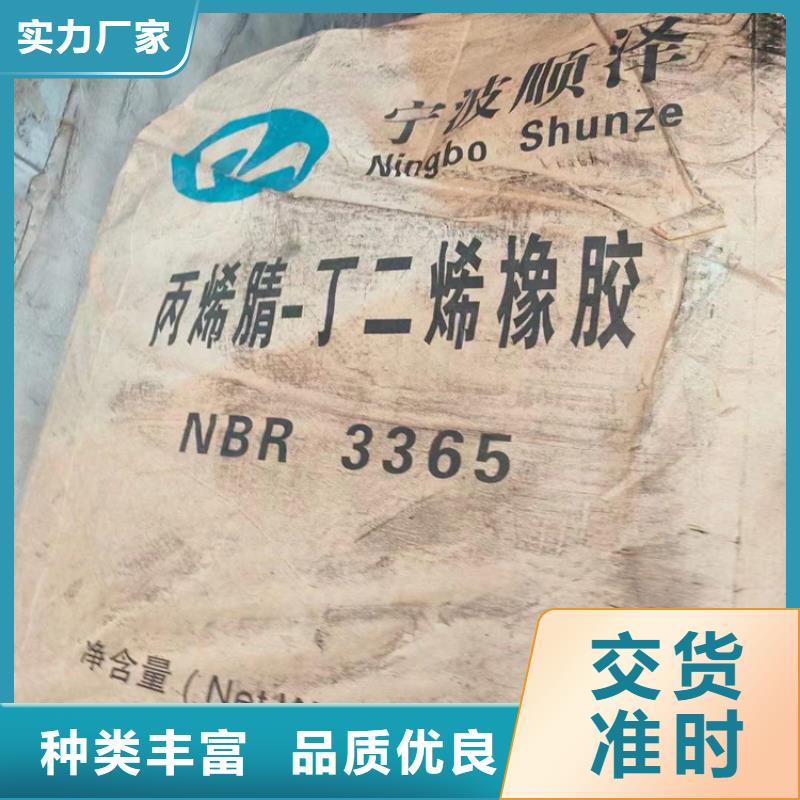 实力厂家
宁波顺泽
Ningbo Shunze
丙烯腈-丁二烯橡胶
NBR 3365
净含量(Net
交货
准时
种类丰富 品质优良